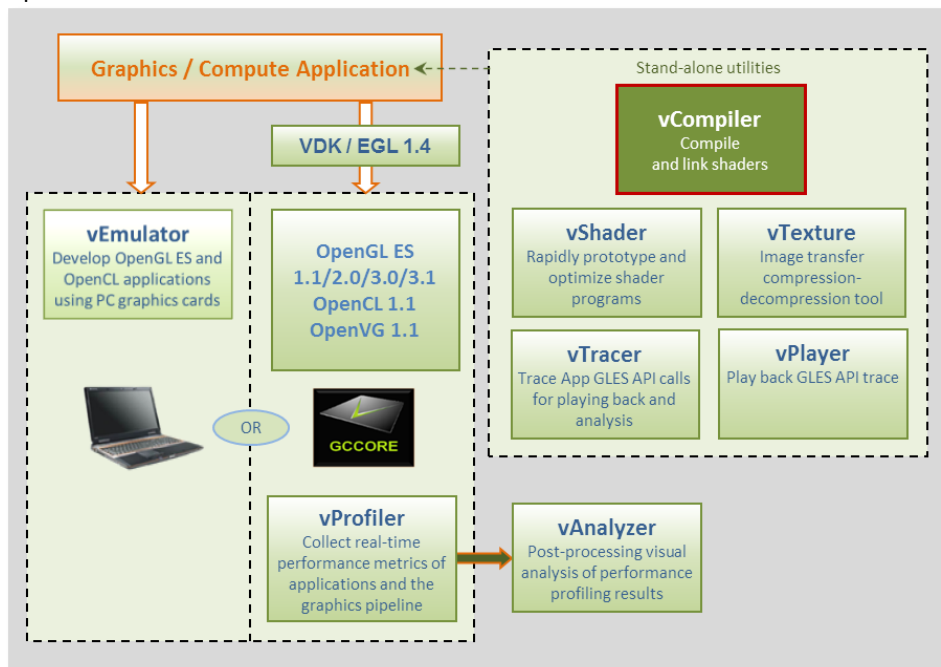 Graphics / Compute Application
VDK / EGL 1.4
Stand-alone utilities
vCompiler
Compile
and link shaders
vShader
Rapidly prototype and
optimize shader
programs
vTexture
Image transfer
compression-
decompression tool
vTracer
Trace App GLES API calls
for playing back and
analysis
vPlayer
Play back GLES API trace
vEmulator
Develop OpenGL ES and
OpenCL applications
using PC graphics cards
OpenGL ES
1.1/2.0/3.0/3.1
OpenCL 1.1
OpenVG 1.1
OR
GCCORE
vProfiler
Collect real-time
performance metrics of
applications and the
graphics pipeline
vAnalyzer
Post-processing visual
analysis of performance
profiling results